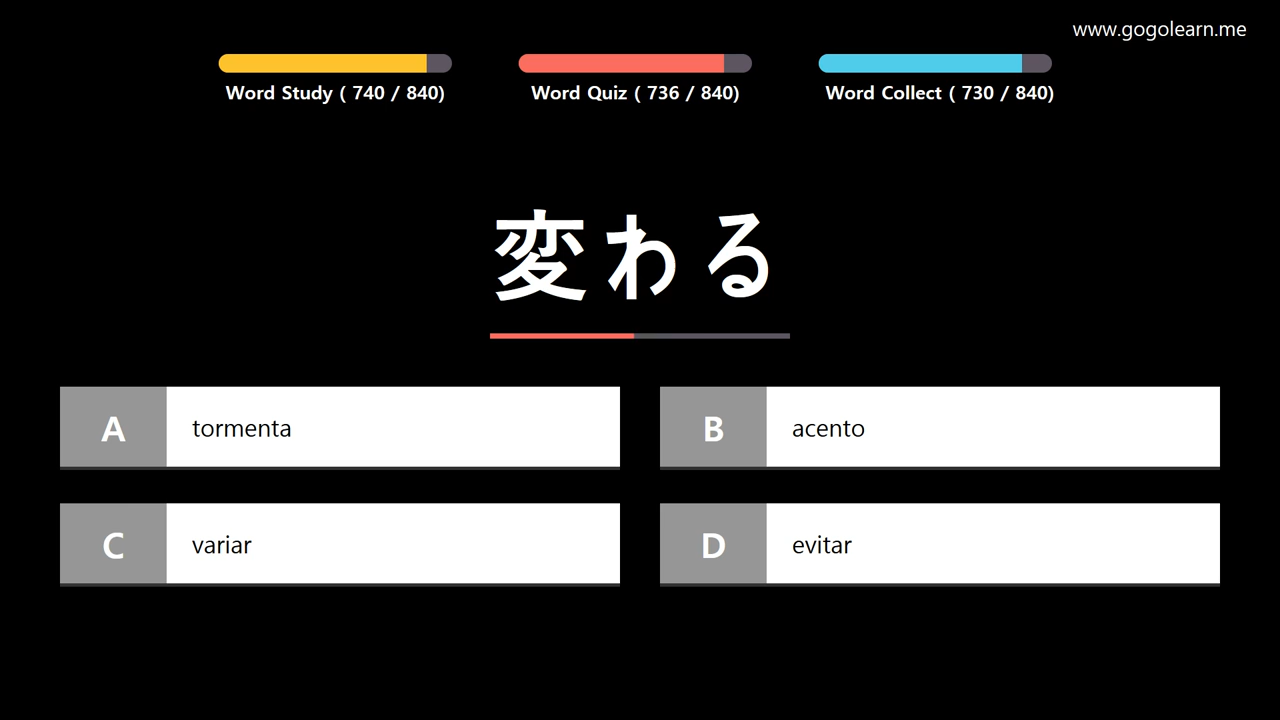 www.gogolearn.me
Word Study ( 740 / 840)
Word Quiz ( 736 / 840)
Word Collect ( 730 / 840)
変わる
A tormenta
B acento
C variar
D evitar